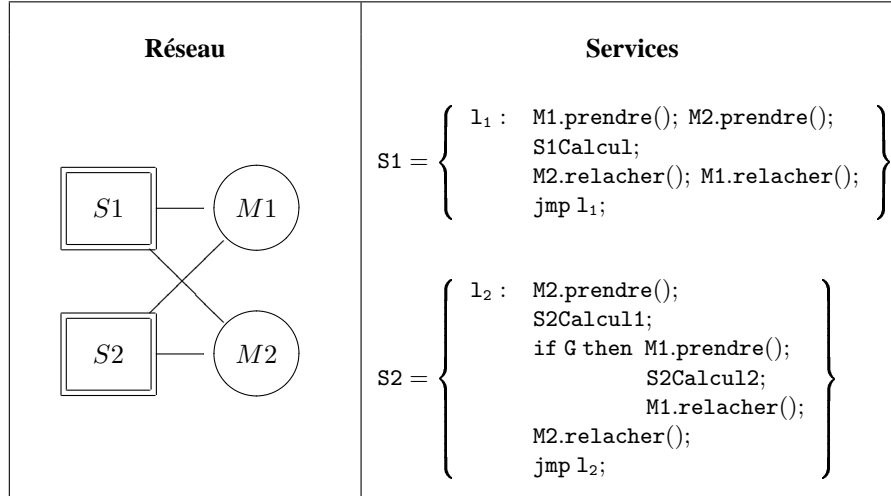 Réseau
S1
M1
S2
M2
Services
S1 = { l₁ : M1.prendre(); M2.prendre();
S1Calcul;
M2.relacher(); M1.relacher();
jmp l₁; }
S2 = { l₂ : M2.prendre();
S2Calcul1;
if G then M1.prendre();
S2Calcul2;
M1.relacher();
M2.relacher();
jmp l₂; }